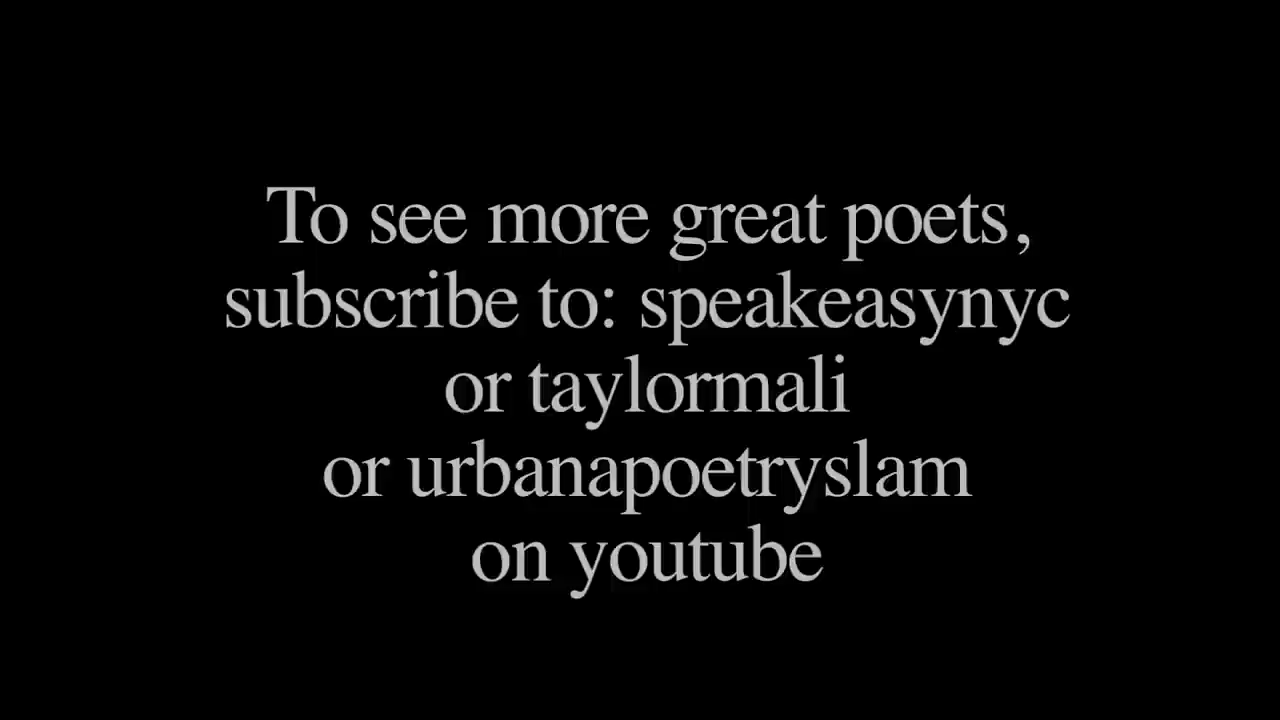 To see more great poets,
subscribe to: speakeasynyc
or taylormali
or urbanapoetryslam
on youtube